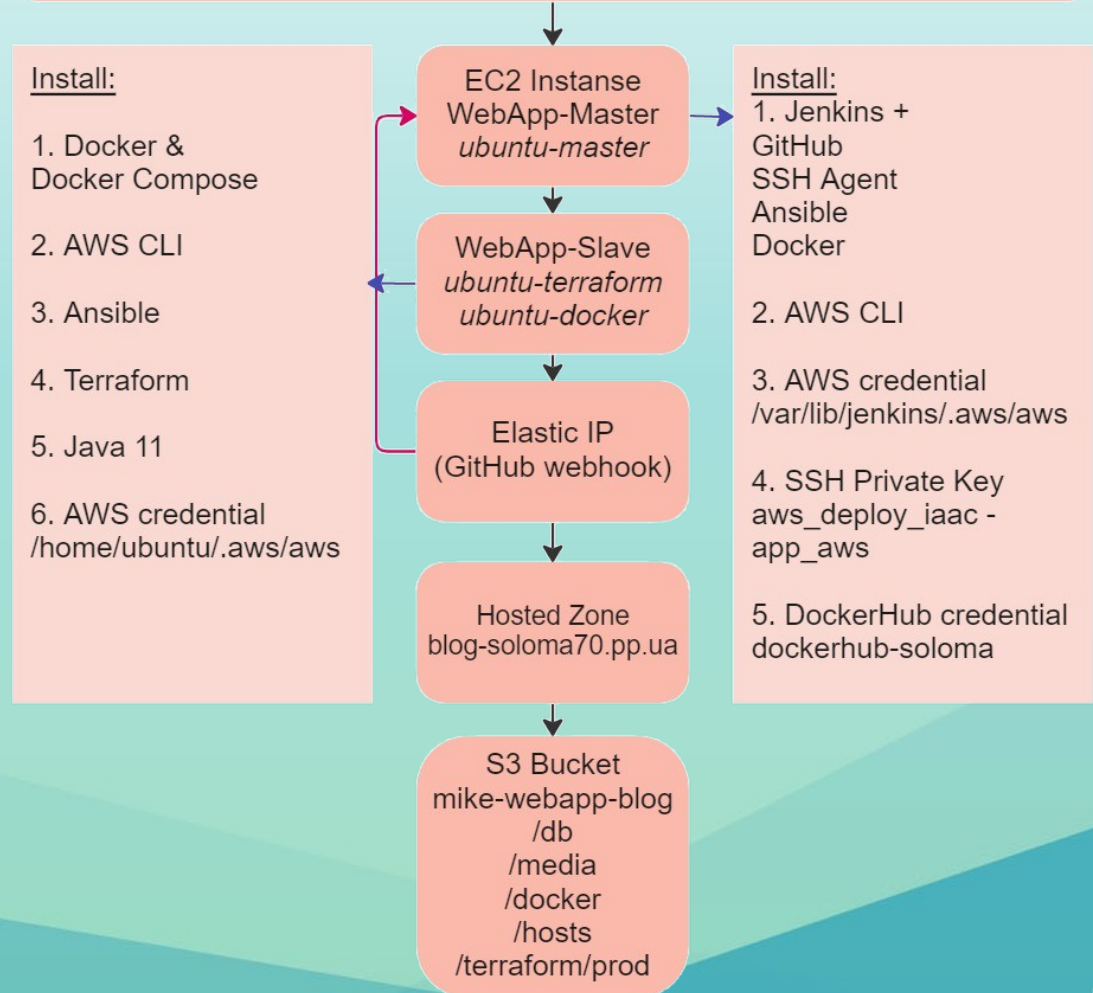 Install:
1. Docker &
Docker Compose
2. AWS CLI
3. Ansible
4. Terraform
5. Java 11
6. AWS credential
/home/ubuntu/.aws/aws
EC2 Instanse
WebApp-Master
ubuntu-master
WebApp-Slave
ubuntu-terraform
ubuntu-docker
Elastic IP
(GitHub webhook)
Hosted Zone
blog-soloma70.pp.ua
S3 Bucket
mike-webapp-blog
/db
/media
/docker
/hosts
/terraform/prod
Install:
1. Jenkins +
GitHub
SSH Agent
Ansible
Docker
2. AWS CLI
3. AWS credential
/var/lib/jenkins/.aws/aws
4. SSH Private Key
aws_deploy_iaac -
app_aws
5. DockerHub credential
dockerhub-soloma